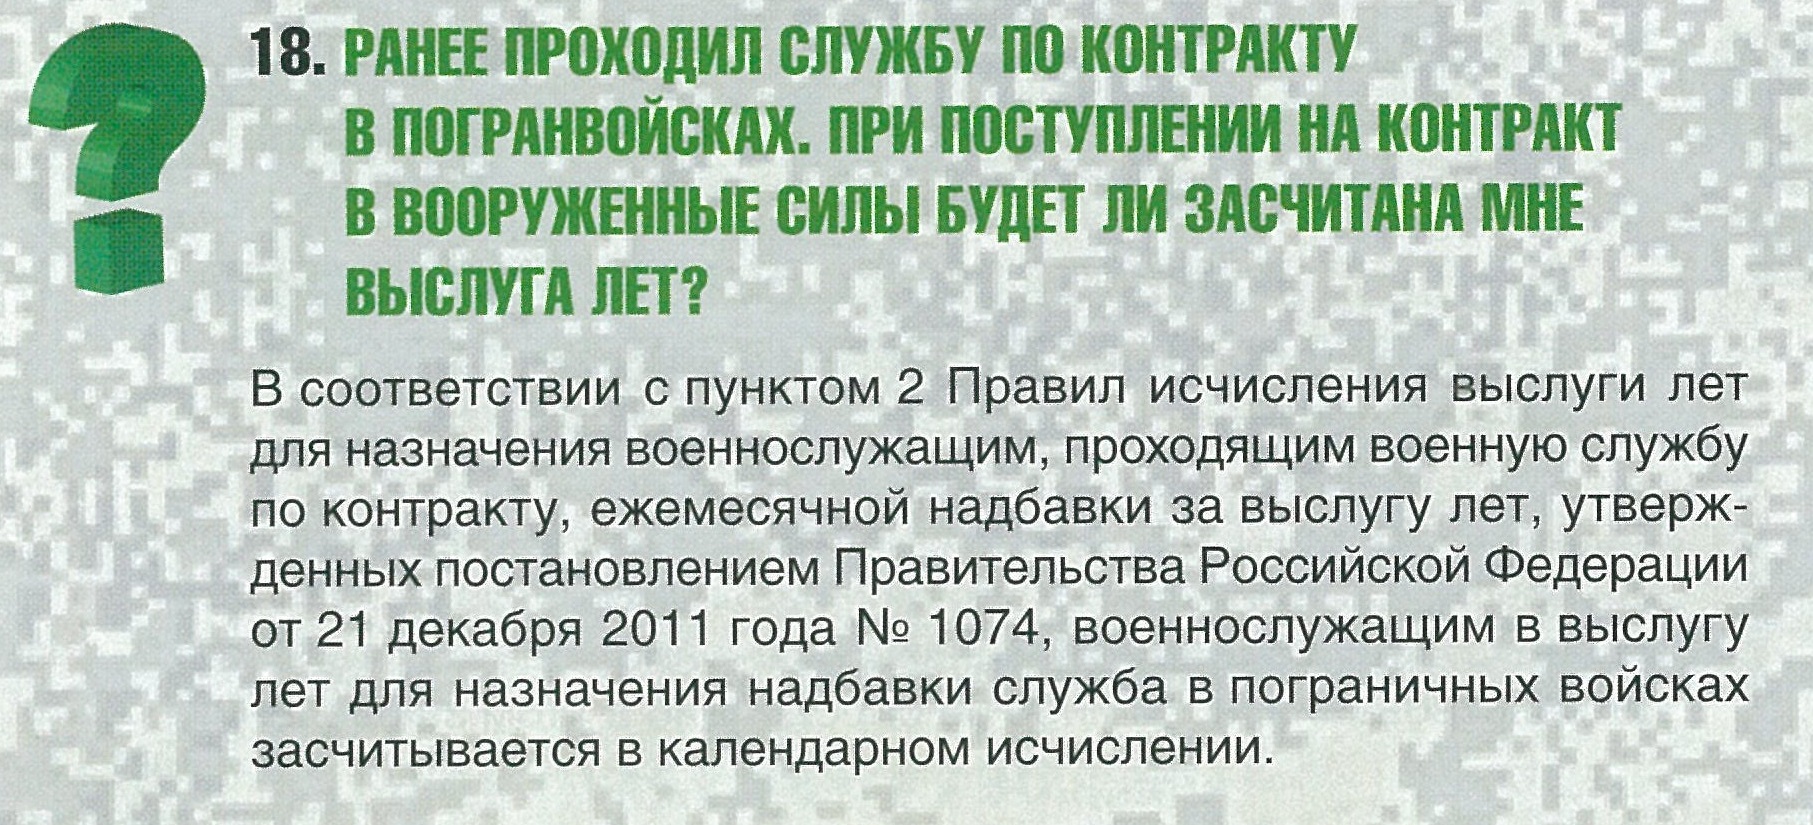 18. РАНЕЕ ПРОХОДИЛ СЛУЖБУ ПО КОНТРАКТУ
В ПОГРАНВОЙСКАХ. ПРИ ПОСТУПЛЕНИИ НА КОНТРАКТ
В ВООРУЖЕННЫЕ СИЛЫ БУДЕТ ЛИ ЗАСЧИТАНА МНЕ
ВЫСЛУГА ЛЕТ?
В соответствии с пунктом 2 Правил исчисления выслуги лет
для назначения военнослужащим, проходящим военную службу
по контракту, ежемесячной надбавки за выслугу лет, утверж-
денных постановлением Правительства Российской Федерации
от 21 декабря 2011 года № 1074, военнослужащим в выслугу
лет для назначения надбавки служба в пограничных войсках
засчитывается в календарном исчислении.